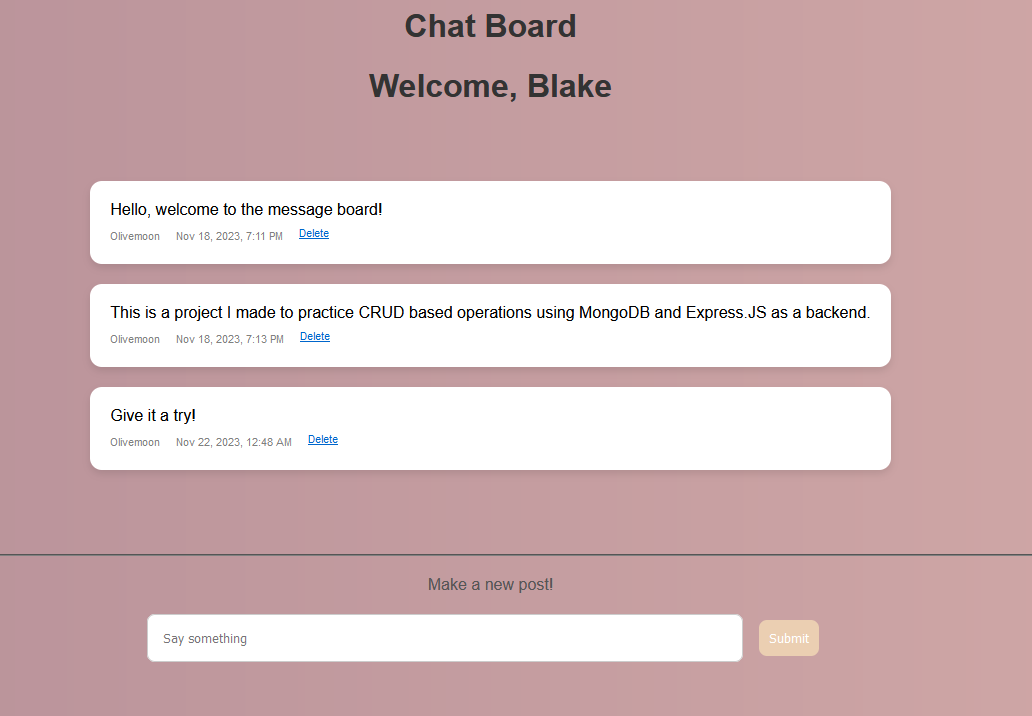 Chat Board
Welcome, Blake
Hello, welcome to the message board!
Olivemoon Nov 18, 2023, 7:11 PM Delete
This is a project I made to practice CRUD based operations using MongoDB and Express.JS as a backend.
Olivemoon Nov 18, 2023, 7:13 PM Delete
Give it a try!
Olivemoon Nov 22, 2023, 12:48 AM Delete
Make a new post!
Say something Submit